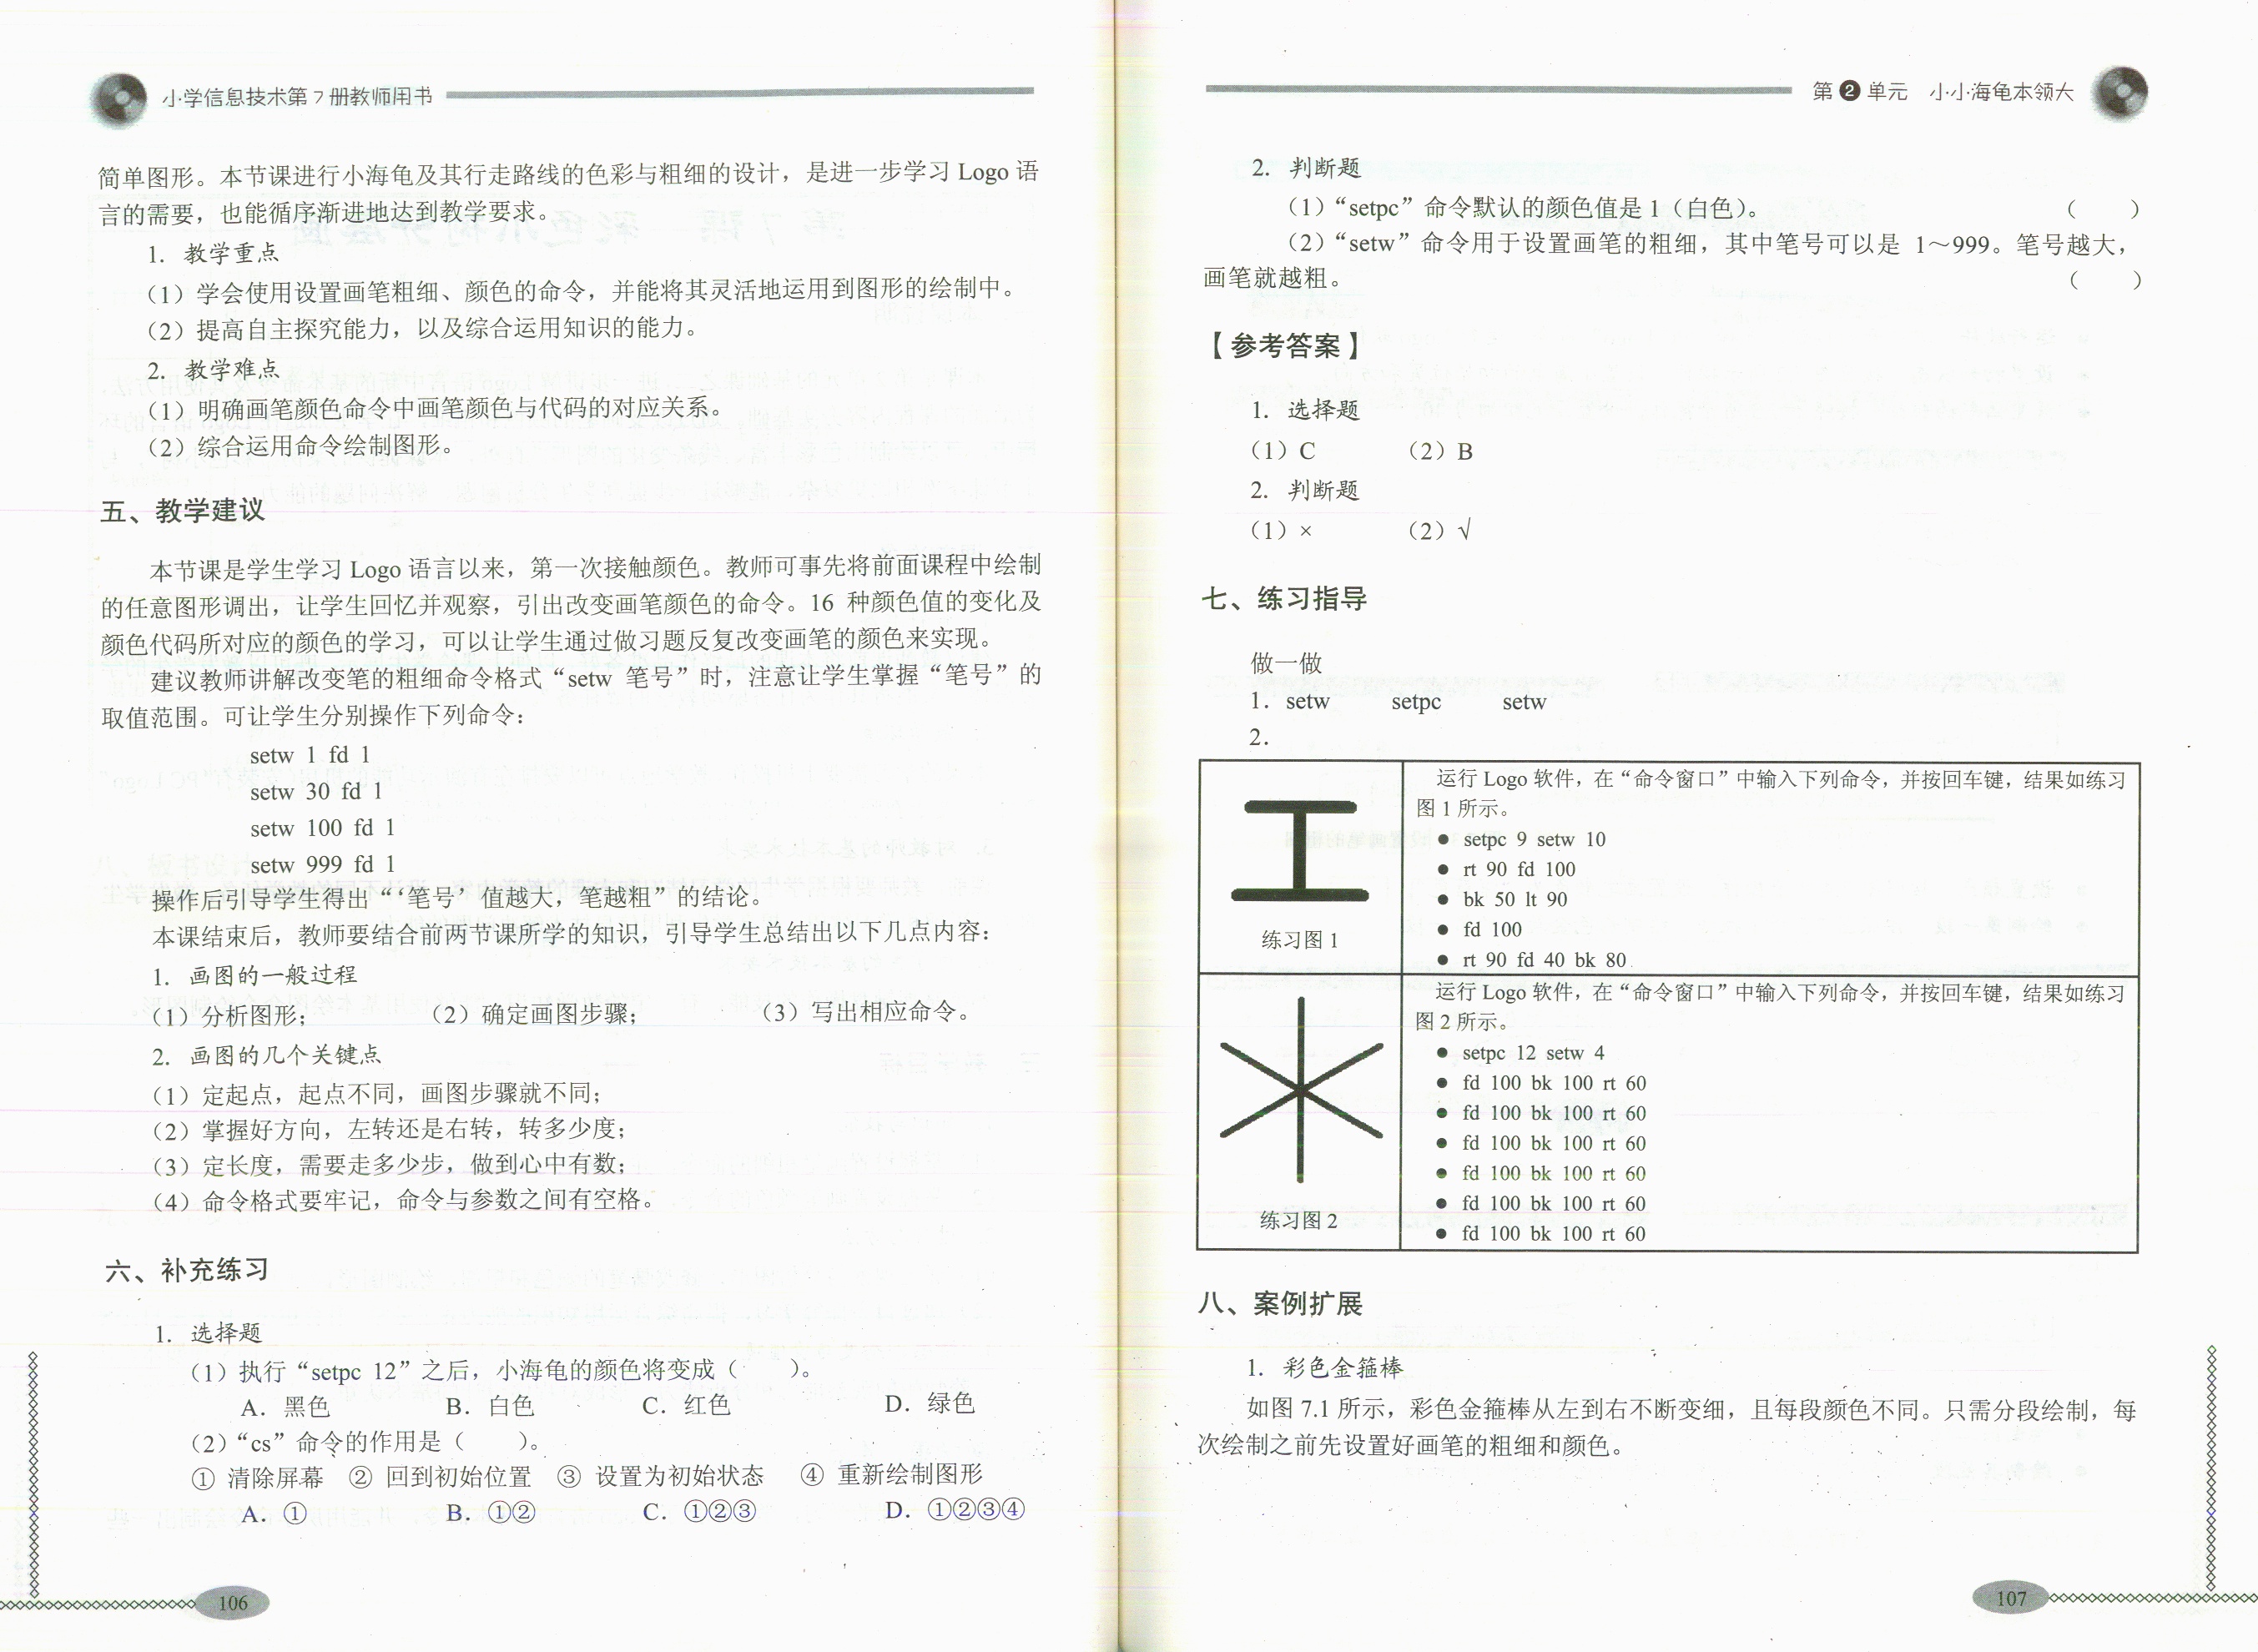 小学信息技术第7册教师用书
简单图形。本节课进行小海龟及其行走路线的色彩与粗细的设计，是进一步学习 Logo 语
言的需要，也能循序渐进地达到教学要求。
1. 教学重点
（1）学会使用设置画笔粗细、颜色的命令，并能将其灵活地运用到图形的绘制中。
（2）提高自主探究能力，以及综合运用知识的能力。
2. 教学难点
（1）明确画笔颜色命令中画笔颜色与代码的对应关系。
（2）综合运用命令绘制图形。
五、教学建议
本节课是学生学习 Logo 语言以来，第一次接触颜色。教师可事先将前面课程中绘制
的任意图形调出，让学生回忆并观察，引出改变画笔颜色的命令。16 种颜色值的变化及
颜色代码所对应的颜色的学习，可以让学生通过做习题反复改变画笔的颜色来实现。
建议教师讲解改变笔的粗细命令格式“setw 笔号”时，注意让学生掌握“笔号”的
取值范围。可让学生分别操作下列命令：
setw 1 fd 1
setw 30 fd 1
setw 100 fd 1
setw 999 fd 1
操作后引导学生得出“‘笔号’值越大，笔越粗”的结论。
本课结束后，教师要结合前两节课所学的知识，引导学生总结出以下几点内容：
1. 画图的一般过程
（1）分析图形； （2）确定画图步骤； （3）写出相应命令。
2. 画图的几个关键点
（1）定起点，起点不同，画图步骤就不同；
（2）掌握好方向，左转还是右转，转多少度；
（3）定长度，需要走多少步，做到心中有数；
（4）命令格式要牢记，命令与参数之间有空格。
六、补充练习
1. 选择题
（1）执行“setpc 12”之后，小海龟的颜色将变成（ ）。
A．黑色 B．白色 C．红色 D．绿色
（2）“cs”命令的作用是（ ）。
① 清除屏幕 ② 回到初始位置 ③ 设置为初始状态 ④ 重新绘制图形
A．① B．①② C．①②③ D．①②③④
106
第2单元 小小海龟本领大
2. 判断题
（1）“setpc”命令默认的颜色值是 1（白色）。 （ ）
（2）“setw”命令用于设置画笔的粗细，其中笔号可以是 1～999。笔号越大，
画笔就越粗。 （ ）
【参考答案】
1. 选择题
（1）C （2）B
2. 判断题
（1）× （2）√
七、练习指导
做一做
1．setw setpc setw
2．
练习图 1
运行 Logo 软件，在“命令窗口”中输入下列命令，并按回车键，结果如练习
图 1 所示。
● setpc 9 setw 10
● rt 90 fd 100
● bk 50 lt 90
● fd 100
● rt 90 fd 40 bk 80
练习图 2
运行 Logo 软件，在“命令窗口”中输入下列命令，并按回车键，结果如练习
图 2 所示。
● setpc 12 setw 4
● fd 100 bk 100 rt 60
● fd 100 bk 100 rt 60
● fd 100 bk 100 rt 60
● fd 100 bk 100 rt 60
● fd 100 bk 100 rt 60
● fd 100 bk 100 rt 60
八、案例扩展
1. 彩色金箍棒
如图 7.1 所示，彩色金箍棒从左到右不断变细，且每段颜色不同。只需分段绘制，每
次绘制之前先设置好画笔的粗细和颜色。
107